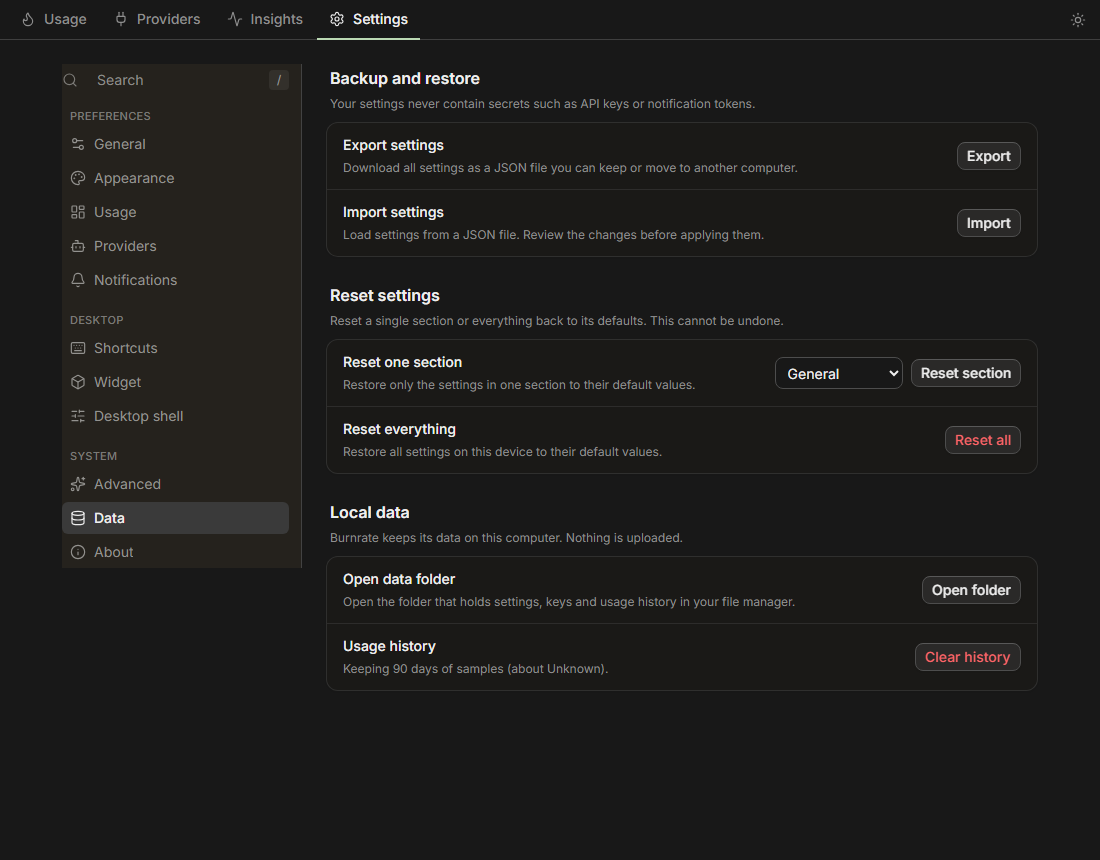 Usage Providers Insights Settings
Search /
PREFERENCES
General
Appearance
Usage
Providers
Notifications
DESKTOP
Shortcuts
Widget
Desktop shell
SYSTEM
Advanced
Data
About
Backup and restore
Your settings never contain secrets such as API keys or notification tokens.
Export settings
Download all settings as a JSON file you can keep or move to another computer.
Export
Import settings
Load settings from a JSON file. Review the changes before applying them.
Import
Reset settings
Reset a single section or everything back to its defaults. This cannot be undone.
Reset one section
Restore only the settings in one section to their default values.
General Reset section
Reset everything
Restore all settings on this device to their default values.
Reset all
Local data
Burnrate keeps its data on this computer. Nothing is uploaded.
Open data folder
Open the folder that holds settings, keys and usage history in your file manager.
Open folder
Usage history
Keeping 90 days of samples (about Unknown).
Clear history